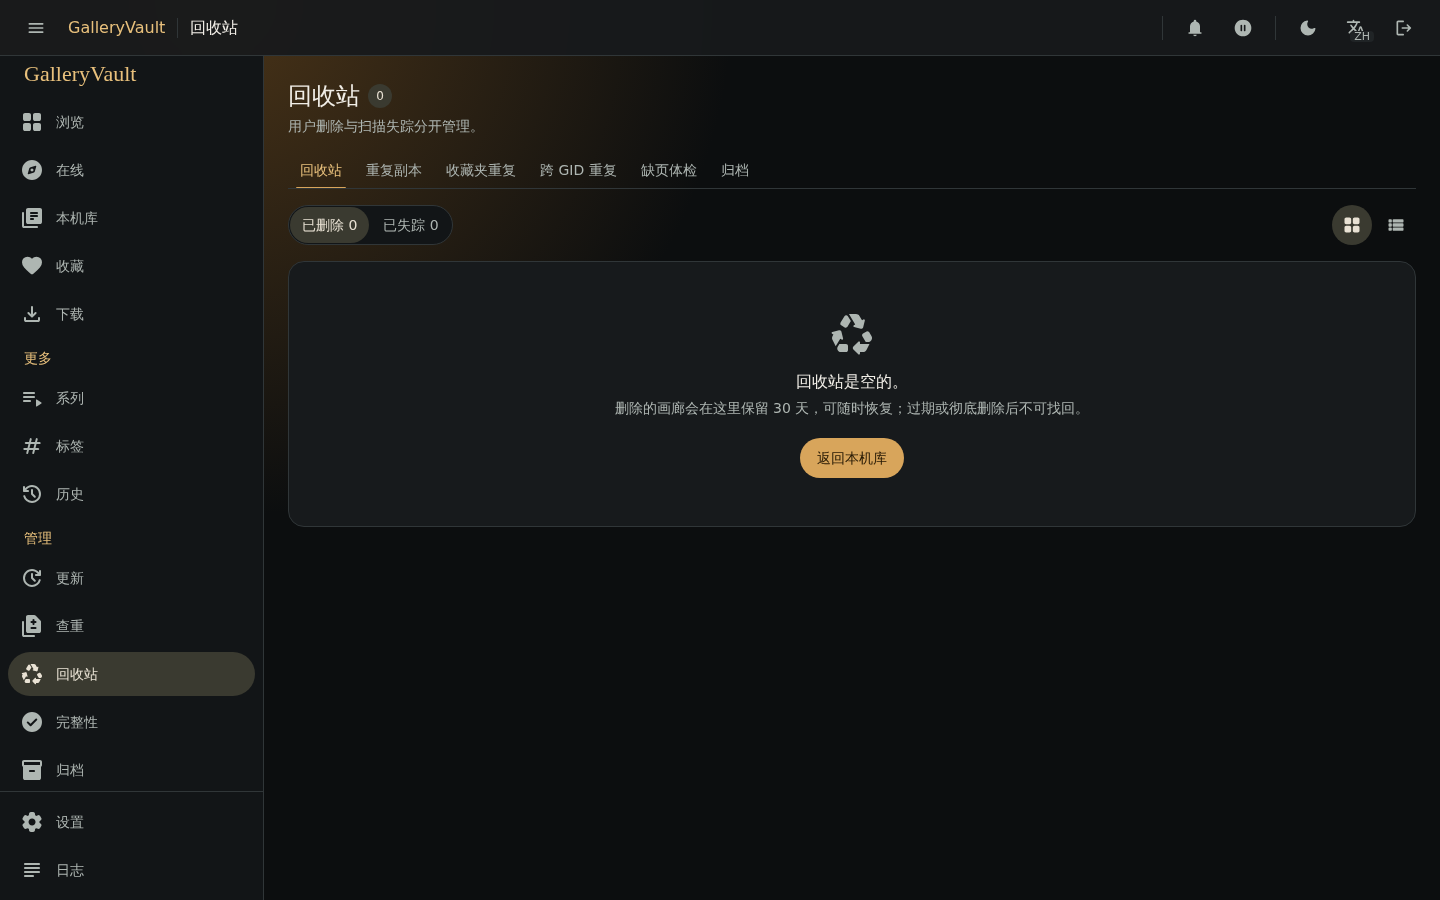 GalleryVault
回收站
ZH
GalleryVault
浏览
在线
本机库
收藏
下载
更多
系列
标签
历史
管理
更新
查重
回收站
完整性
归档
设置
日志
回收站 0
用户删除与扫描失踪分开管理。
回收站 重复副本 收藏夹重复 跨 GID 重复 缺页体检 归档
已删除 0 已失踪 0
回收站是空的。
删除的画廊会在这里保留 30 天，可随时恢复；过期或彻底删除后不可找回。
返回本机库